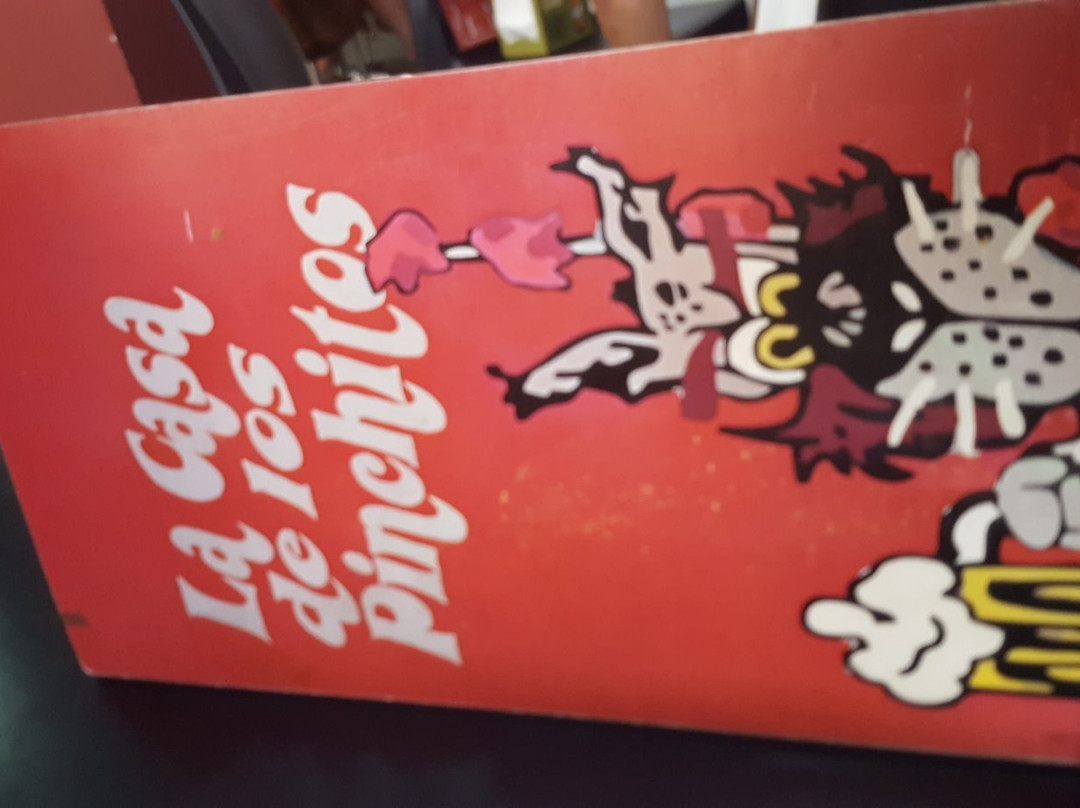 La Casa
de los
pinchitos